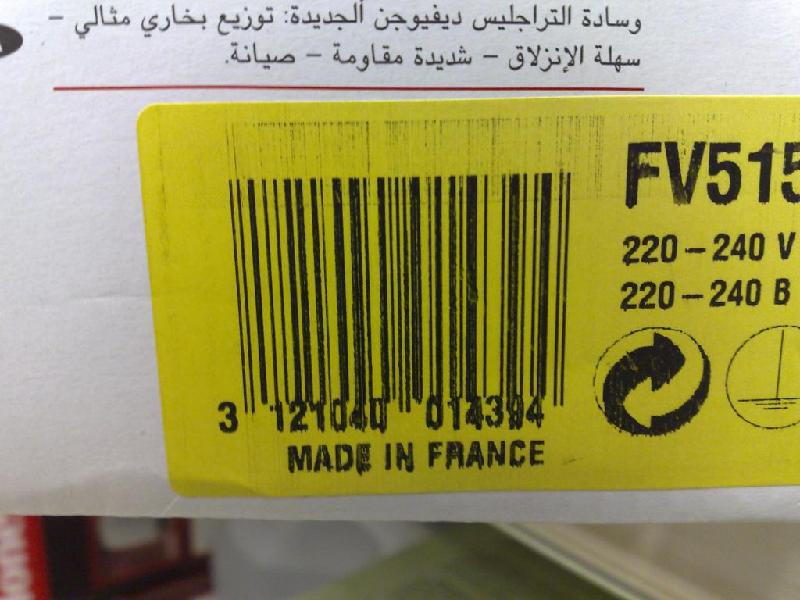 وسادة التراجليس ديفيوجن ألجديدة: توزيع بخاري مثالي –
سهلة الإنزلاق – شديدة مقاومة – صيانة.
FV515
220 – 240 V
220 – 240 B
3 121040 014394
MADE IN FRANCE